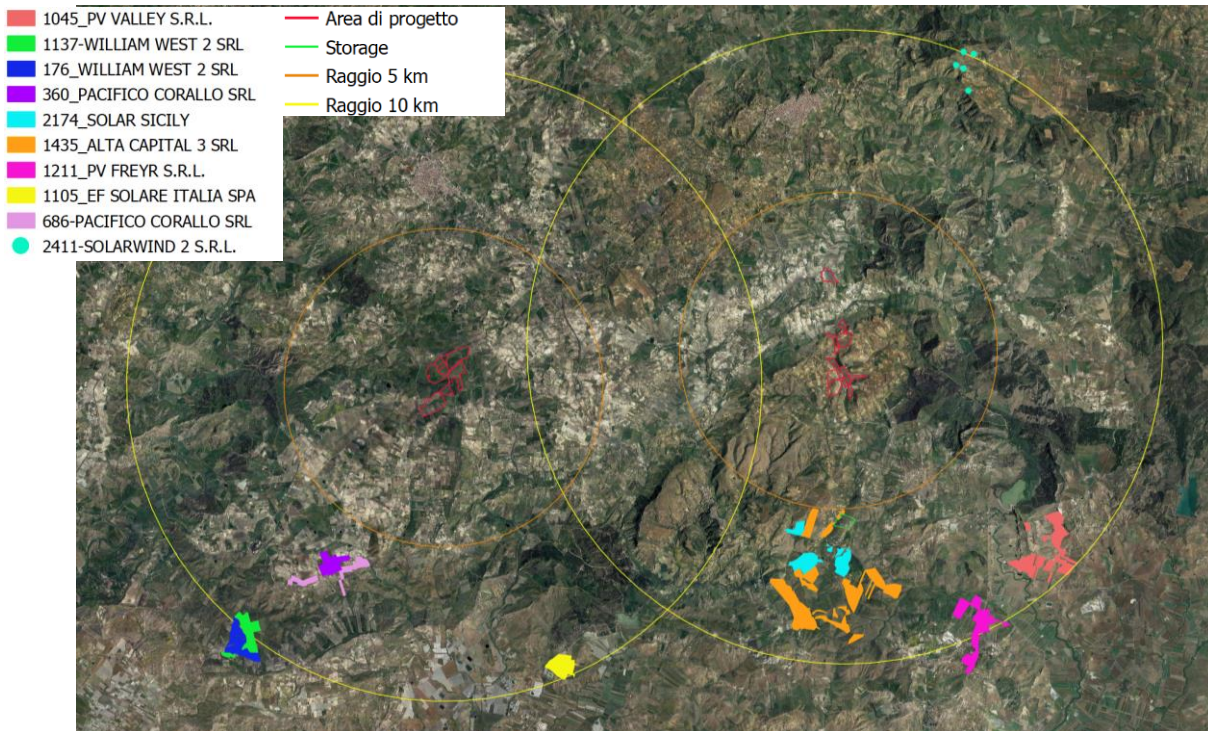 1045_PV VALLEY S.R.L.
1137-WILLIAM WEST 2 SRL
176_WILLIAM WEST 2 SRL
360_PACIFICO CORALLO SRL
2174_SOLAR SICILY
1435_ALTA CAPITAL 3 SRL
1211_PV FREYR S.R.L.
1105_EF SOLARE ITALIA SPA
686-PACIFICO CORALLO SRL
2411-SOLARWIND 2 S.R.L.
Area di progetto
Storage
Raggio 5 km
Raggio 10 km